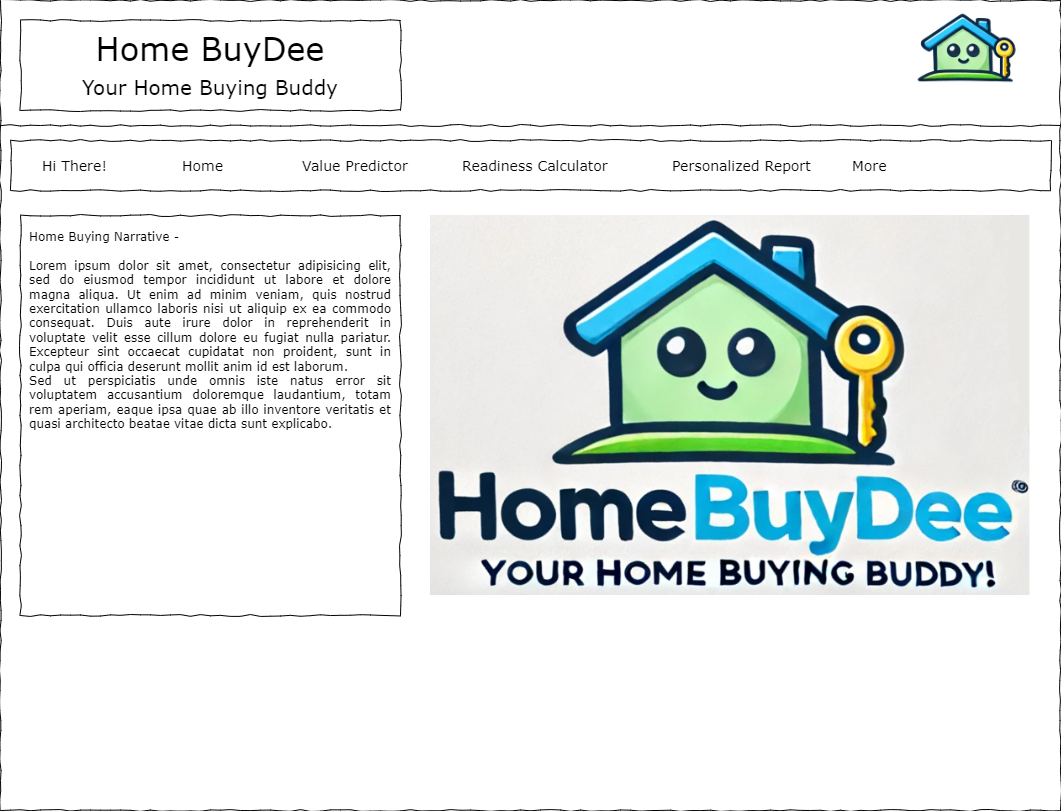 Home BuyDee
Your Home Buying Buddy
Hi There! Home Value Predictor Readiness Calculator Personalized Report More
Home Buying Narrative -
Lorem ipsum dolor sit amet, consectetur adipisicing elit,
sed do eiusmod tempor incididunt ut labore et dolore
magna aliqua. Ut enim ad minim veniam, quis nostrud
exercitation ullamco laboris nisi ut aliquip ex ea commodo
consequat. Duis aute irure dolor in reprehenderit in
voluptate velit esse cillum dolore eu fugiat nulla pariatur.
Excepteur sint occaecat cupidatat non proident, sunt in
culpa qui officia deserunt mollit anim id est laborum.
Sed ut perspiciatis unde omnis iste natus error sit
voluptatem accusantium doloremque laudantium, totam
rem aperiam, eaque ipsa quae ab illo inventore veritatis et
quasi architecto beatae vitae dicta sunt explicabo.
HomeBuyDee
YOUR HOME BUYING BUDDY!